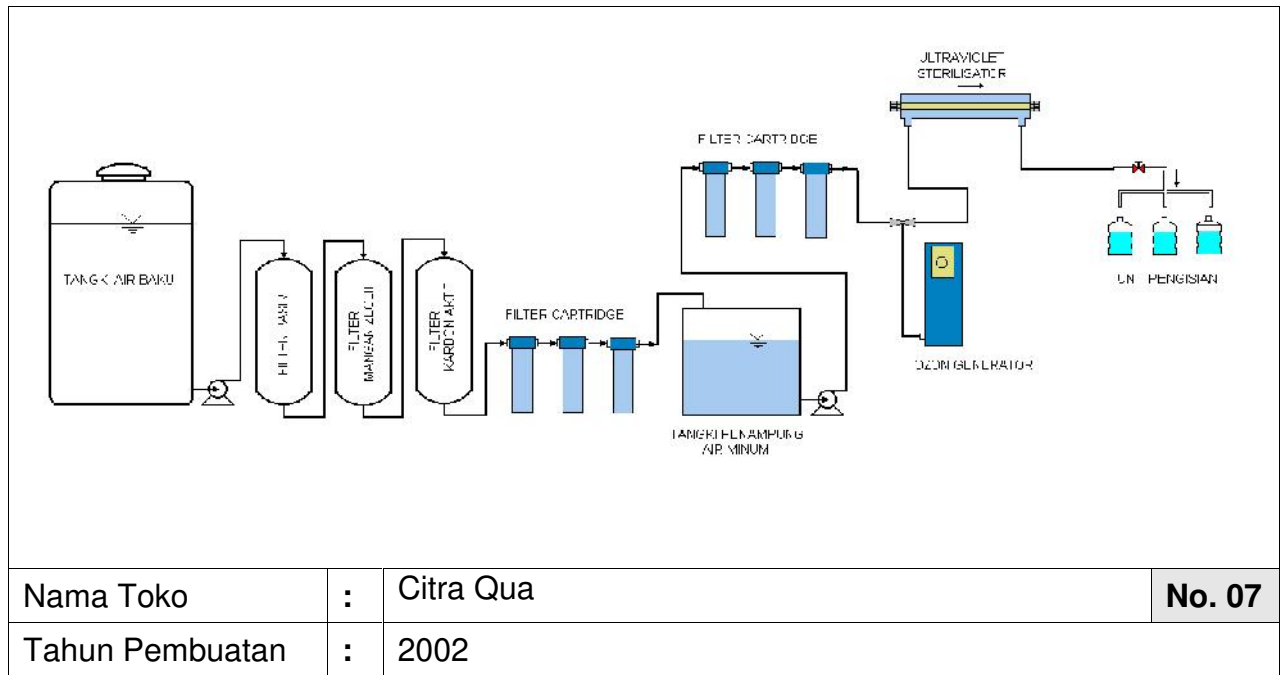 TANGKI AIR BAKU
FILTER PASIR
FILTER
MANGAN ZEOLIT
FILTER
KARBON AKTIF
FILTER CARTRIDGE
TANGKI PENAMPUNG
AIR MINUM
FILTER CARTRIDGE
ULTRAVIOLET
STERILISATOR
OZON GENERATOR
UNIT PENGISIAN
Nama Toko : Citra Qua No. 07
Tahun Pembuatan : 2002